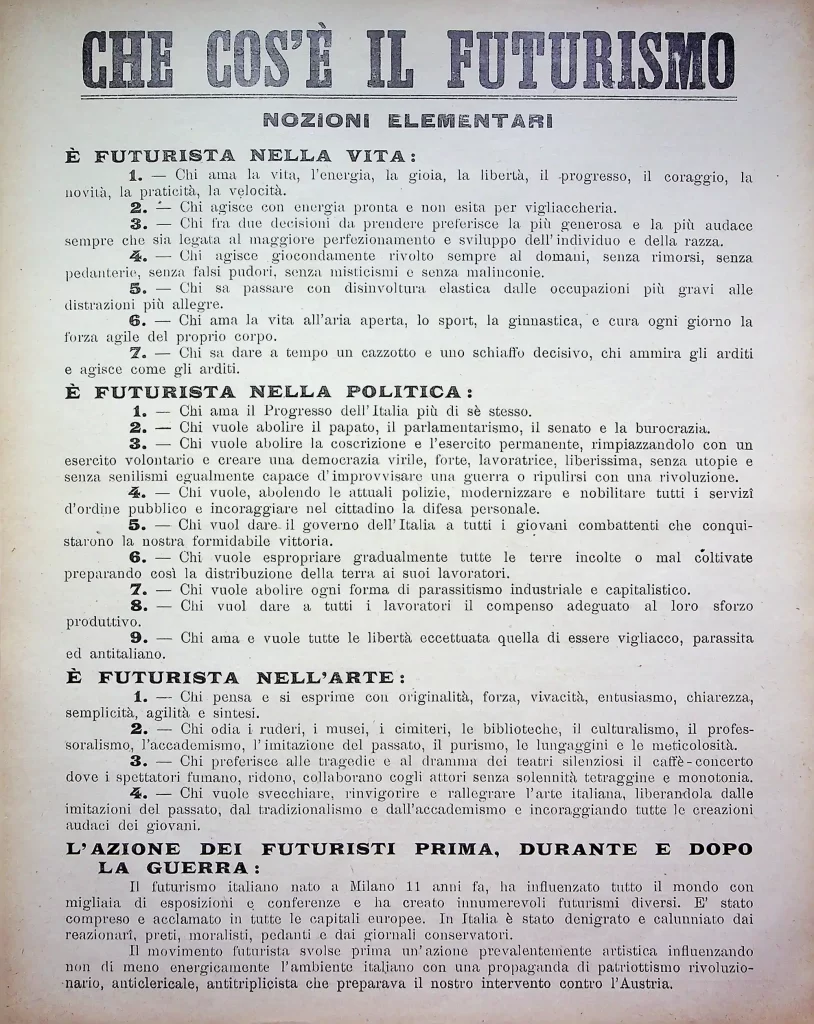 CHE COS'È IL FUTURISMO
NOZIONI ELEMENTARI
È FUTURISTA NELLA VITA:
1. — Chi ama la vita, l'energia, la gioia, la libertà, il progresso, il coraggio, la
novità, la praticità, la velocità.
2. — Chi agisce con energia pronta e non esita per vigliaccheria.
3. — Chi fra due decisioni da prendere preferisce la più generosa e la più audace
sempre che sia legata al maggiore perfezionamento e sviluppo dell'individuo e della razza.
4. — Chi agisce giocondamente rivolto sempre al domani, senza rimorsi, senza
pedanterie, senza falsi pudori, senza misticismi e senza malinconie.
5. — Chi sa passare con disinvoltura elastica dalle occupazioni più gravi alle
distrazioni più allegre.
6. — Chi ama la vita all'aria aperta, lo sport, la ginnastica, e cura ogni giorno la
forza agile del proprio corpo.
7. — Chi sa dare a tempo un cazzotto e uno schiaffo decisivo, chi ammira gli arditi
e agisce come gli arditi.
È FUTURISTA NELLA POLITICA:
1. — Chi ama il Progresso dell'Italia più di sè stesso.
2. — Chi vuole abolire il papato, il parlamentarismo, il senato e la burocrazia.
3. — Chi vuole abolire la coscrizione e l'esercito permanente, rimpiazzandolo con un
esercito volontario e creare una democrazia virile, forte, lavoratrice, liberissima, senza utopie e
senza senilismi egualmente capace d'improvvisare una guerra o ripulirsi con una rivoluzione.
4. — Chi vuole, abolendo le attuali polizie, modernizzare e nobilitare tutti i servizî
d'ordine pubblico e incoraggiare nel cittadino la difesa personale.
5. — Chi vuol dare il governo dell'Italia a tutti i giovani combattenti che conqui-
starono la nostra formidabile vittoria.
6. — Chi vuole espropriare gradualmente tutte le terre incolte o mal coltivate
preparando così la distribuzione della terra ai suoi lavoratori.
7. — Chi vuole abolire ogni forma di parassitismo industriale e capitalistico.
8. — Chi vuol dare a tutti i lavoratori il compenso adeguato al loro sforzo
produttivo.
9. — Chi ama e vuole tutte le libertà eccettuata quella di essere vigliacco, parassita
ed antitaliano.
È FUTURISTA NELL'ARTE:
1. — Chi pensa e si esprime con originalità, forza, vivacità, entusiasmo, chiarezza,
semplicità, agilità e sintesi.
2. — Chi odia i ruderi, i musei, i cimiteri, le biblioteche, il culturalismo, il profes-
soralismo, l'accademismo, l'imitazione del passato, il purismo, le lungaggini e le meticolosità.
3. — Chi preferisce alle tragedie e al dramma dei teatri silenziosi il caffè-concerto
dove i spettatori fumano, ridono, collaborano cogli attori senza solennità tetraggine e monotonia.
4. — Chi vuole svecchiare, rinvigorire e rallegrare l'arte italiana, liberandola dalle
imitazioni del passato, dal tradizionalismo e dall'accademismo e incoraggiando tutte le creazioni
audaci dei giovani.
L'AZIONE DEI FUTURISTI PRIMA, DURANTE E DOPO
LA GUERRA:
Il futurismo italiano nato a Milano 11 anni fa, ha influenzato tutto il mondo con
migliaia di esposizioni e conferenze e ha creato innumerevoli futurismi diversi. E' stato
compreso e acclamato in tutte le capitali europee. In Italia è stato denigrato e calunniato dai
reazionarî, preti, moralisti, pedanti e dai giornali conservatori.
Il movimento futurista svolse prima un'azione prevalentemente artistica influenzando
non di meno energicamente l'ambiente italiano con una propaganda di patriottismo rivoluzio-
nario, anticlericale, antitriplicista che preparava il nostro intervento contro l'Austria.